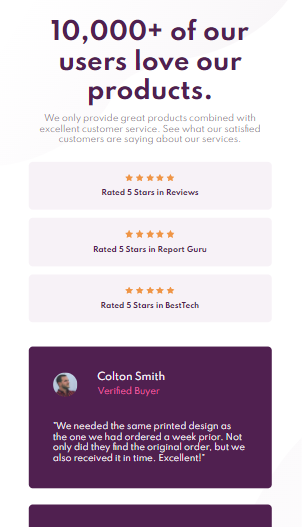 10,000+ of our
users love our
products.
We only provide great products combined with
excellent customer service. See what our satisfied
customers are saying about our services.
Rated 5 Stars in Reviews
Rated 5 Stars in Report Guru
Rated 5 Stars in BestTech
Colton Smith
Verified Buyer
"We needed the same printed design as
the one we had ordered a week prior. Not
only did they find the original order, but we
also received it in time. Excellent!"